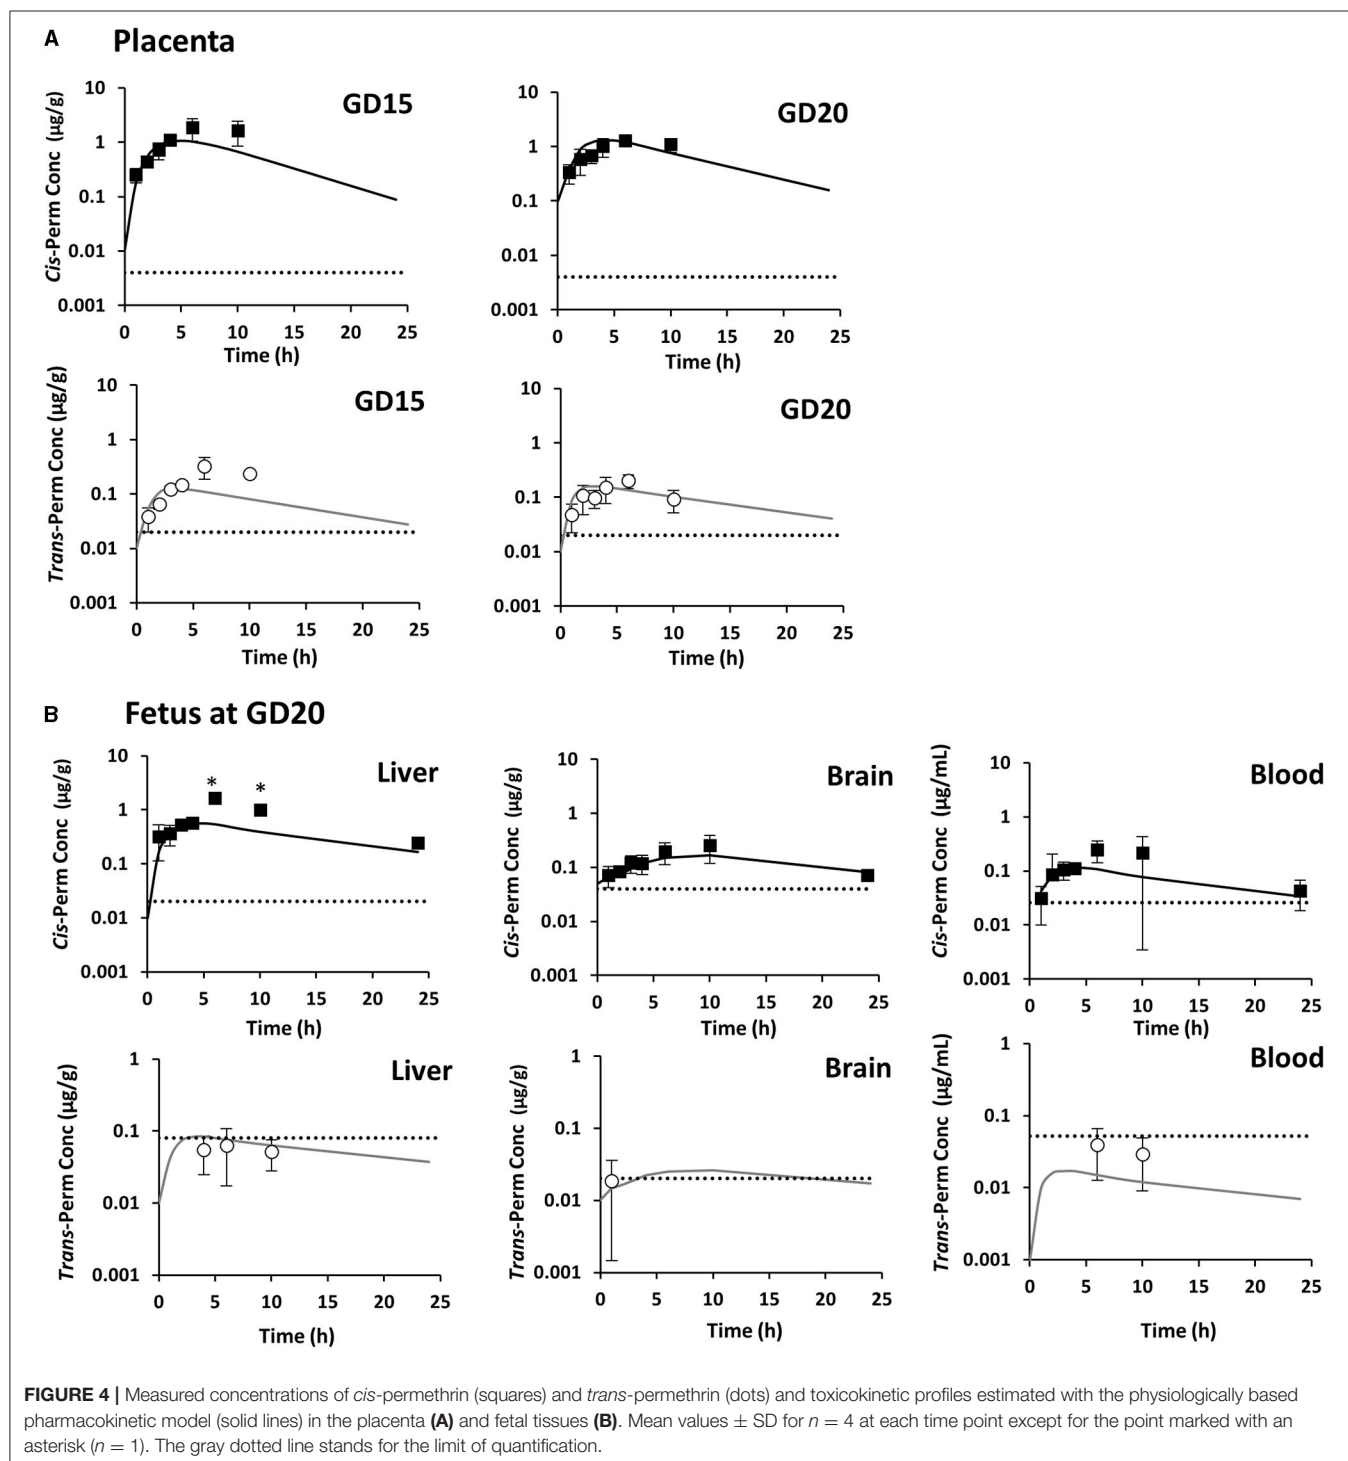 A Placenta
GD15
Cis-Perm Conc (µg/g)
10
1
0.1
0.01
0.001
0 5 10 15 20 25
Time (h)
GD20
10
1
0.1
0.01
0.001
0 5 10 15 20 25
Time (h)
GD15
Trans-Perm Conc (µg/g)
10
1
0.1
0.01
0.001
0 5 10 15 20 25
Time (h)
GD20
10
1
0.1
0.01
0.001
0 5 10 15 20 25
Time (h)
B Fetus at GD20
Liver
Cis-Perm Conc (µg/g)
10
1
0.1
0.01
0.001
* *
0 5 10 15 20 25
Time (h)
Brain
Cis-Perm Conc (µg/g)
10
1
0.1
0.01
0.001
0 5 10 15 20 25
Time (h)
Blood
Cis-Perm Conc (µg/mL)
10
1
0.1
0.01
0.001
0 5 10 15 20 25
Time (h)
Liver
Trans-Perm Conc (µg/g)
1
0.1
0.01
0.001
0 5 10 15 20 25
Time (h)
Brain
Trans-Perm Conc (µg/g)
1
0.1
0.01
0.001
0 5 10 15 20 25
Time (h)
Blood
Trans-Perm Conc (µg/mL)
1
0.1
0.01
0.001
0 5 10 15 20 25
Time (h)
FIGURE 4 | Measured concentrations of cis-permethrin (squares) and trans-permethrin (dots) and toxicokinetic profiles estimated with the physiologically based
pharmacokinetic model (solid lines) in the placenta (A) and fetal tissues (B). Mean values ± SD for n = 4 at each time point except for the point marked with an
asterisk (n = 1). The gray dotted line stands for the limit of quantification.